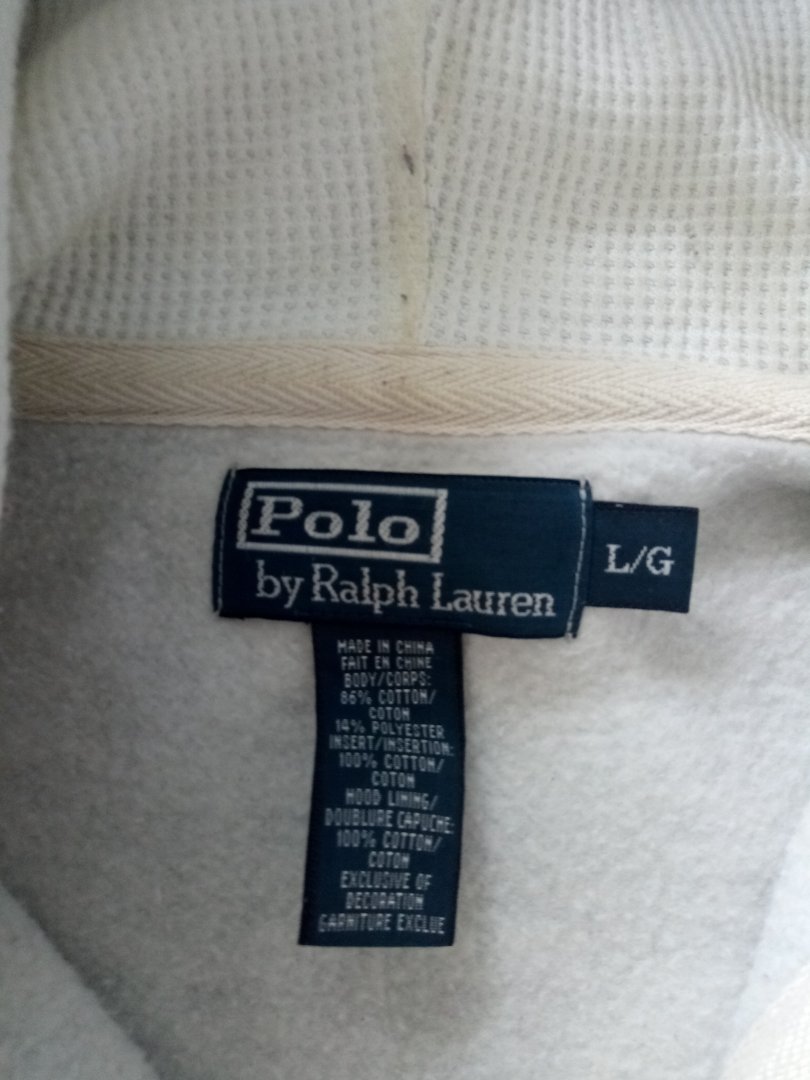 Polo
by Ralph Lauren
L/G
MADE IN CHINA
FAIT EN CHINE
BODY/CORPS:
86% COTTON/
COTON
14% POLYESTER
INSERT/INSERTION:
100% COTTON/
COTON
HOOD LINING/
DOUBLURE CAPUCHE:
100% COTTON/
COTON
EXCLUSIVE OF
DECORATION
GARNITURE EXCLUE